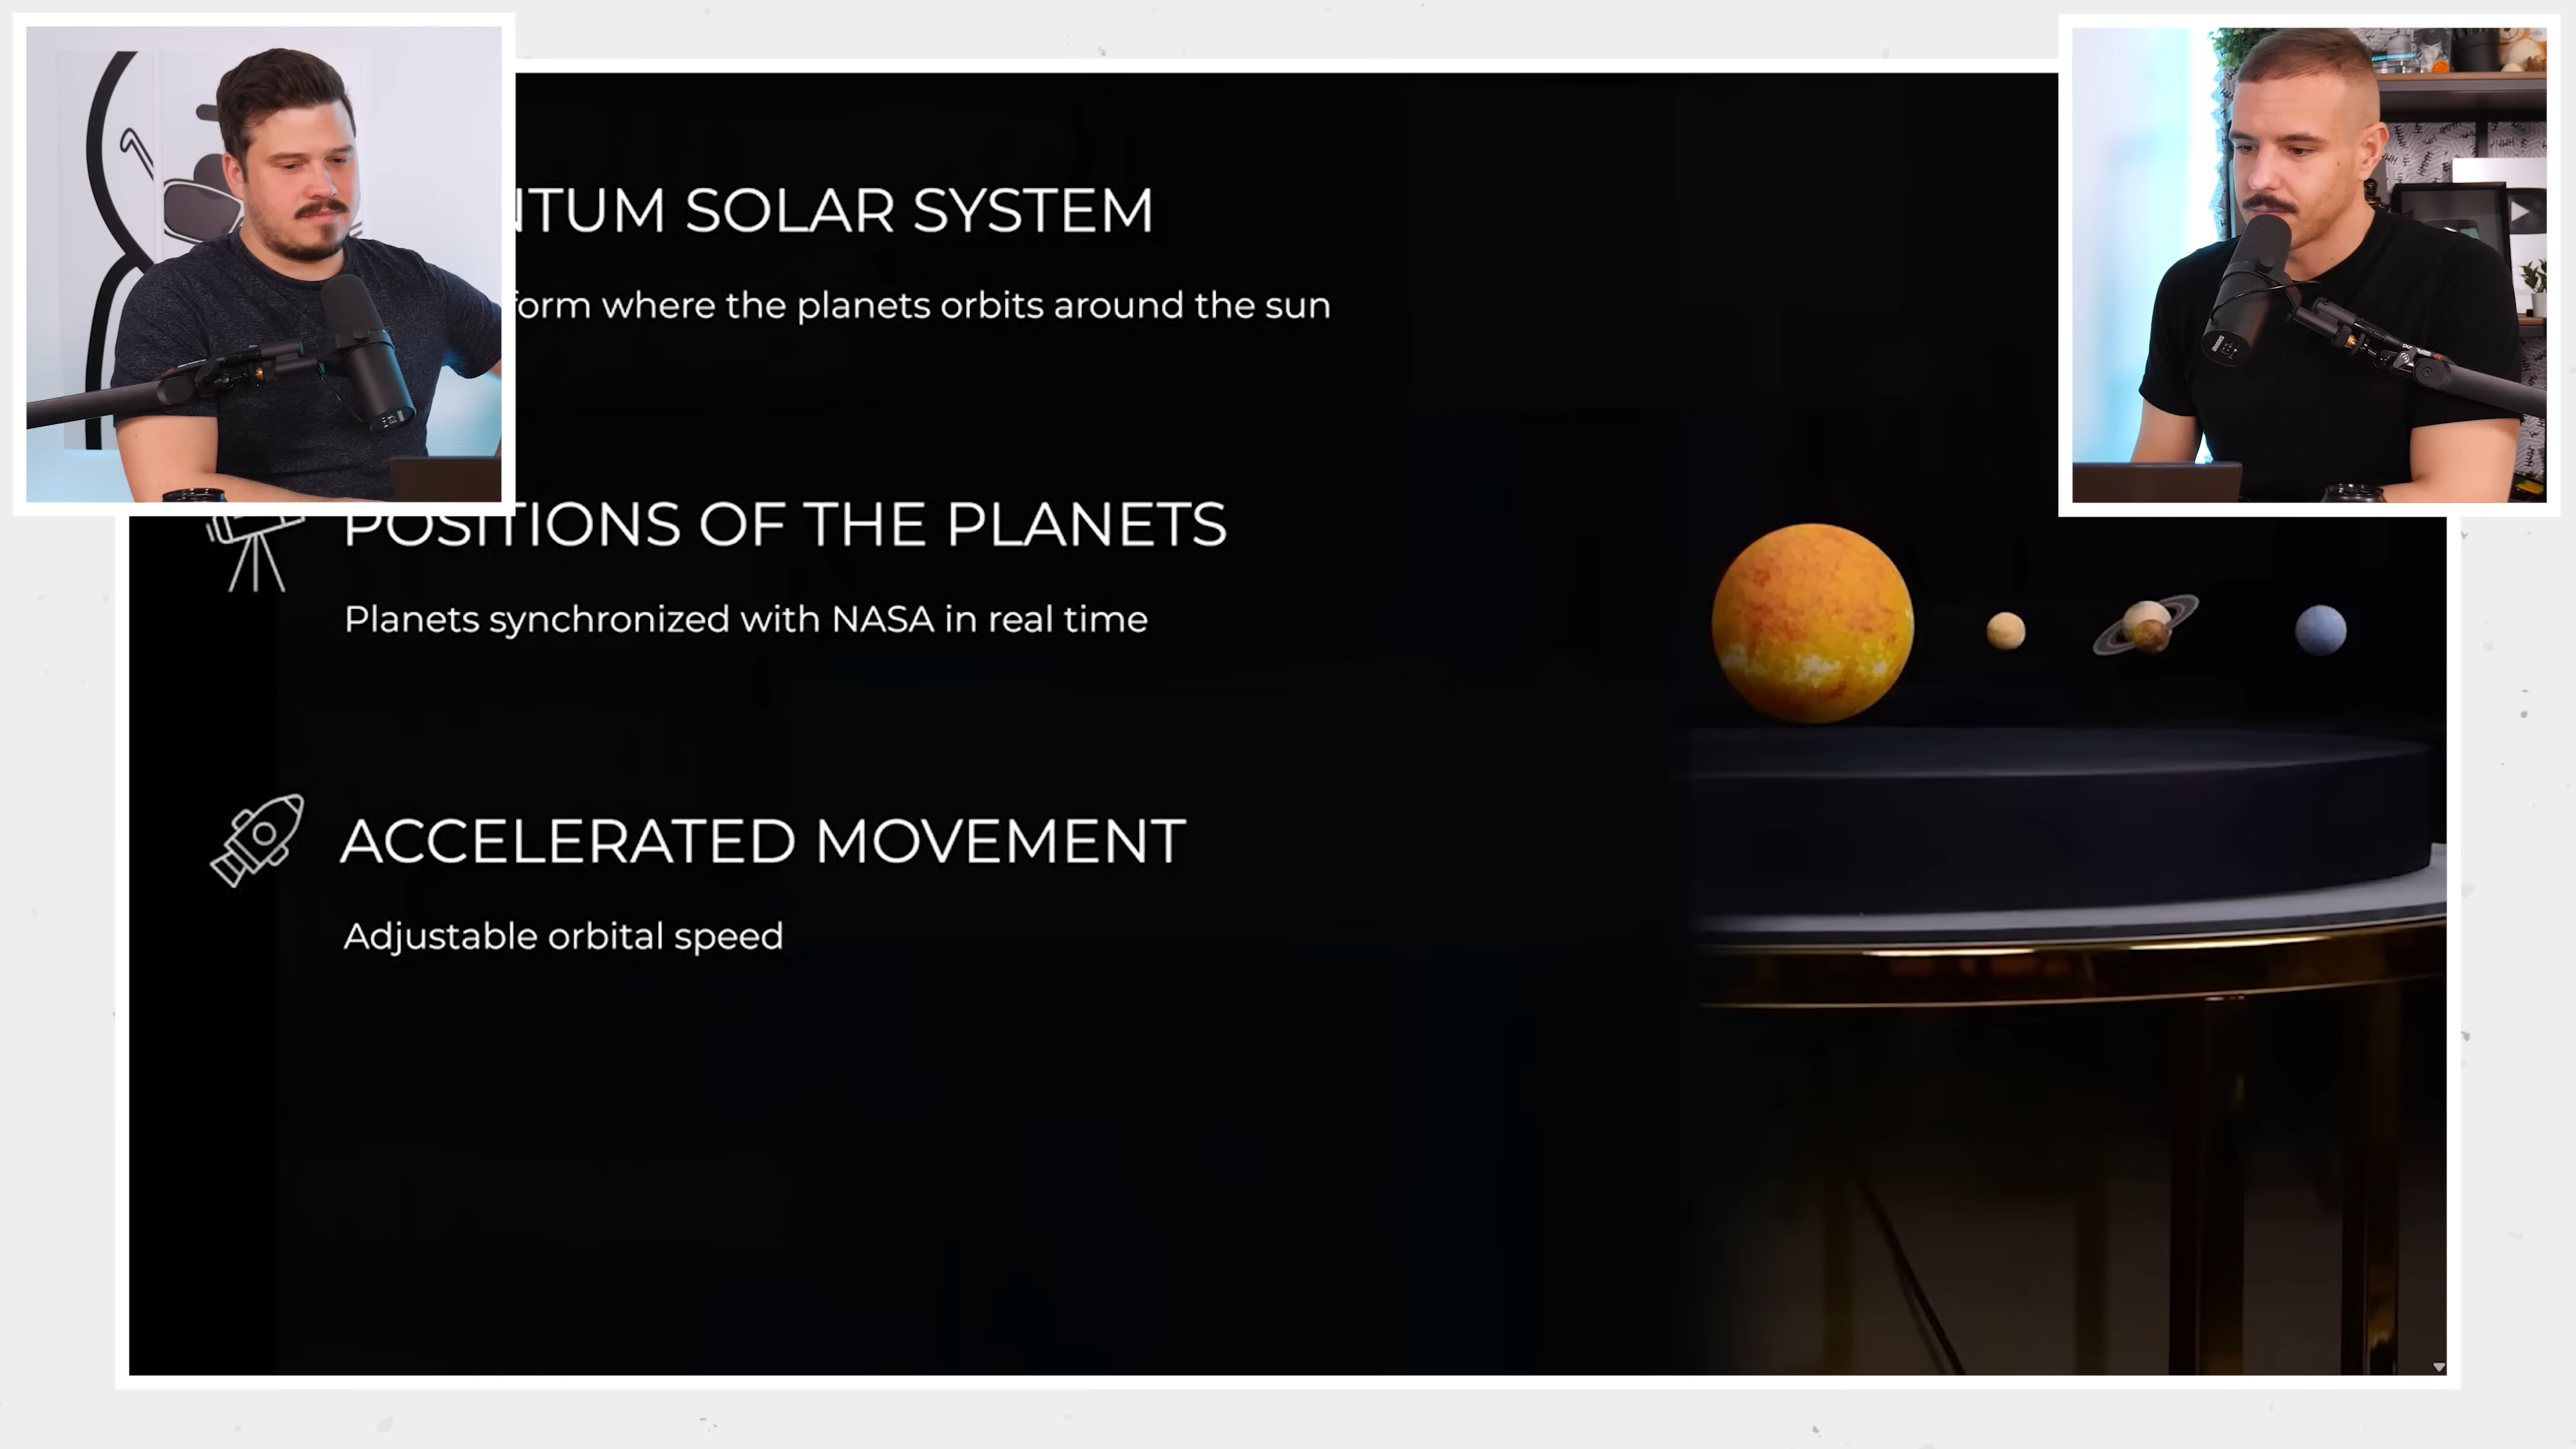 NTUM SOLAR SYSTEM
form where the planets orbits around the sun
POSITIONS OF THE PLANETS
Planets synchronized with NASA in real time
ACCELERATED MOVEMENT
Adjustable orbital speed